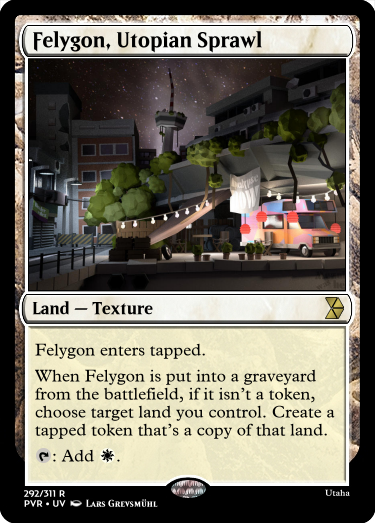 Felygon, Utopian Sprawl
Land — Texture
Felygon enters tapped.
When Felygon is put into a graveyard
from the battlefield, if it isn't a token,
choose target land you control. Create a
tapped token that's a copy of that land.
: Add .
292/311 R
Utaha
PVR • UV Lars Grevsmühl